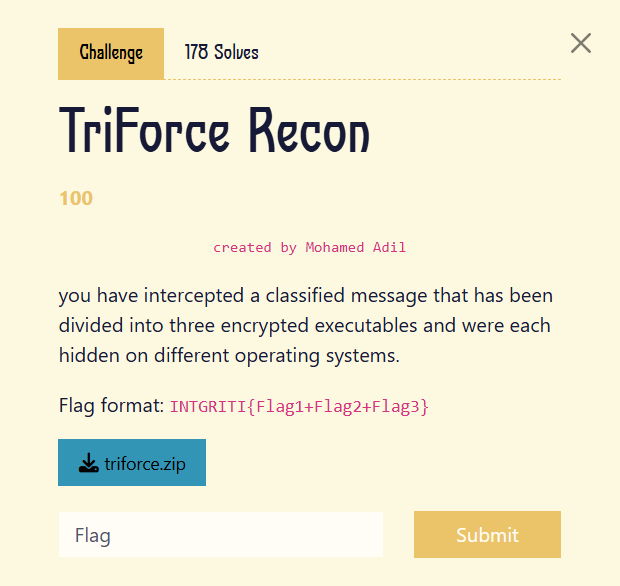 Challenge
178 Solves
TriForce Recon
100
created by Mohamed Adil
you have intercepted a classified message that has been
divided into three encrypted executables and were each
hidden on different operating systems.
Flag format: INTGRITI{Flag1+Flag2+Flag3}
triforce.zip
Flag
Submit